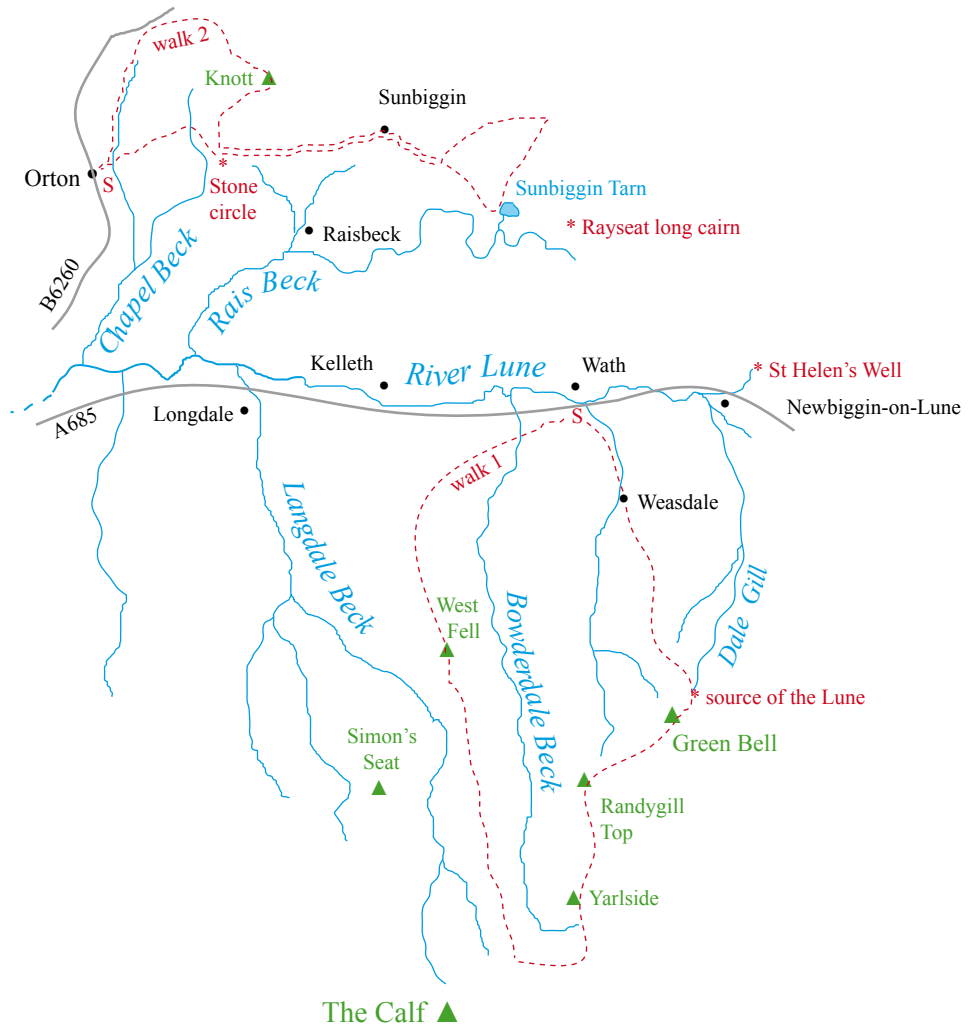 walk 2
Knott
Sunbiggin
Orton
S
Stone
circle
Sunbiggin Tarn
Raisbeck
* Rayseat long cairn
B6260
Chapel Beck
Rais Beck
Kelleth
River Lune
Wath
* St Helen's Well
A685
Longdale
S
Newbiggin-on-Lune
walk 1
Weasdale
Langdale Beck
West
Fell
Bowderdale Beck
Dale Gill
* source of the Lune
Simon's
Seat
Green Bell
Randygill
Top
Yarlside
The Calf